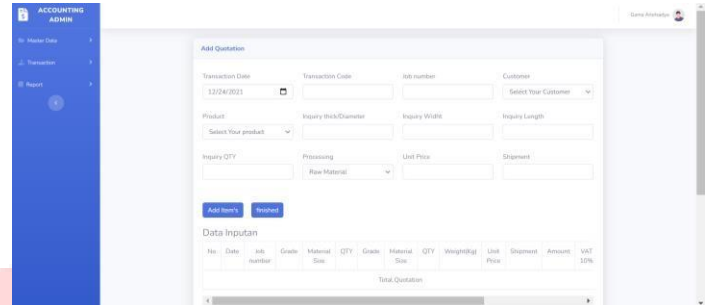 ACCOUNTING
ADMIN
Master Data
Transaction
Report
Add Quotation
Transaction Date
Transaction Code
Job number
Customer
12/24/2021
Select Your Customer
Product
Inquiry thick/Diameter
Inquiry Widht
Inquiry Length
Select Your product
Inquiry QTY
Processing
Unit Price
Shipment
Raw Material
Add Item's
finished
Data Inputan
No Date Job number Grade Material Size QTY Grade Material Size QTY Weight(Kg) Unit Price Shipment Amount VAT 10%
Total Quotation